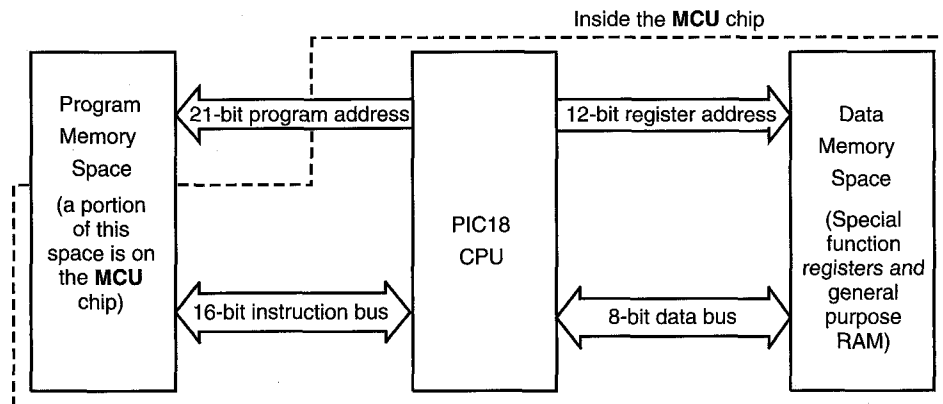 Inside the MCU chip
Program
Memory
Space
(a portion
of this
space is on
the MCU
chip)
21-bit program address
16-bit instruction bus
PIC18
CPU
12-bit register address
8-bit data bus
Data
Memory
Space
(Special
function
registers and
general
purpose
RAM)